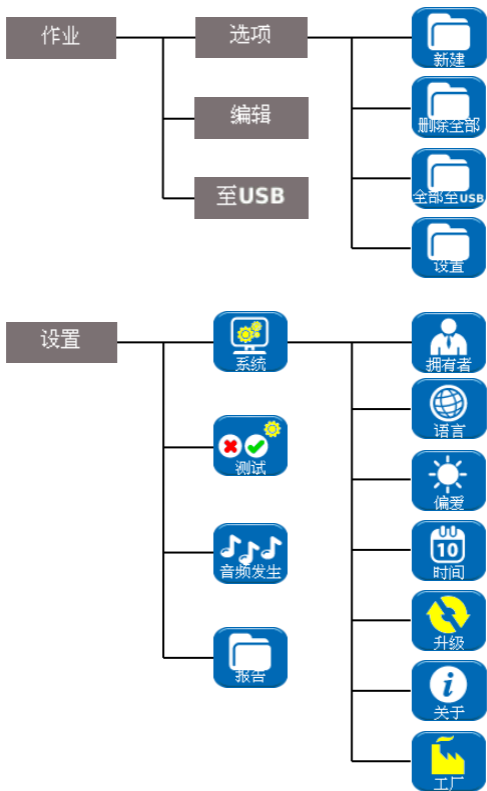 作业
选项
新建
删除全部
编辑
全部至USB
至USB
设置
设置
系统
拥有者
语言
测试
偏爱
10
时间
音频发生
升级
报告
i
关于
工厂